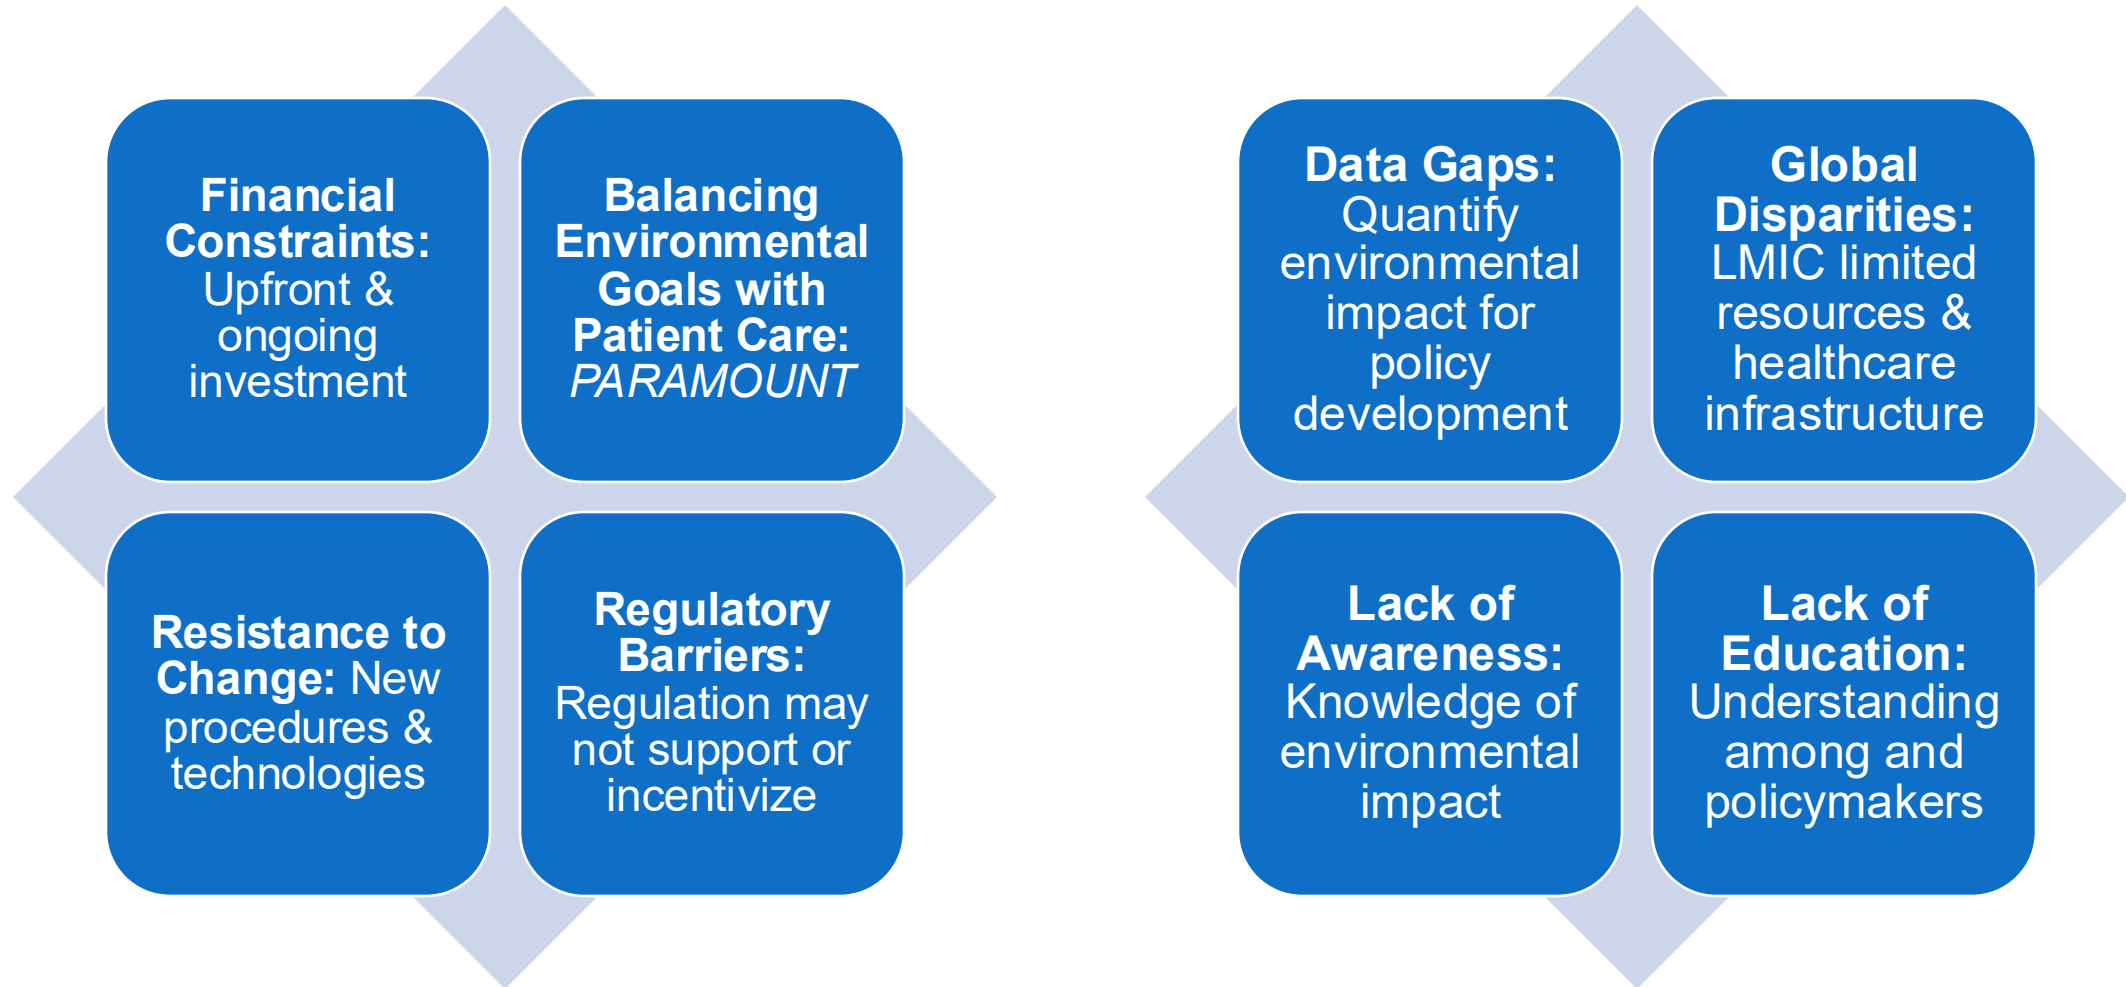 Financial
Constraints:
Upfront &
ongoing
investment
Balancing
Environmental
Goals with
Patient Care:
PARAMOUNT
Resistance to
Change: New
procedures &
technologies
Regulatory
Barriers:
Regulation may
not support or
incentivize
Data Gaps:
Quantify
environmental
impact for
policy
development
Global
Disparities:
LMIC limited
resources &
healthcare
infrastructure
Lack of
Awareness:
Knowledge of
environmental
impact
Lack of
Education:
Understanding
among and
policymakers